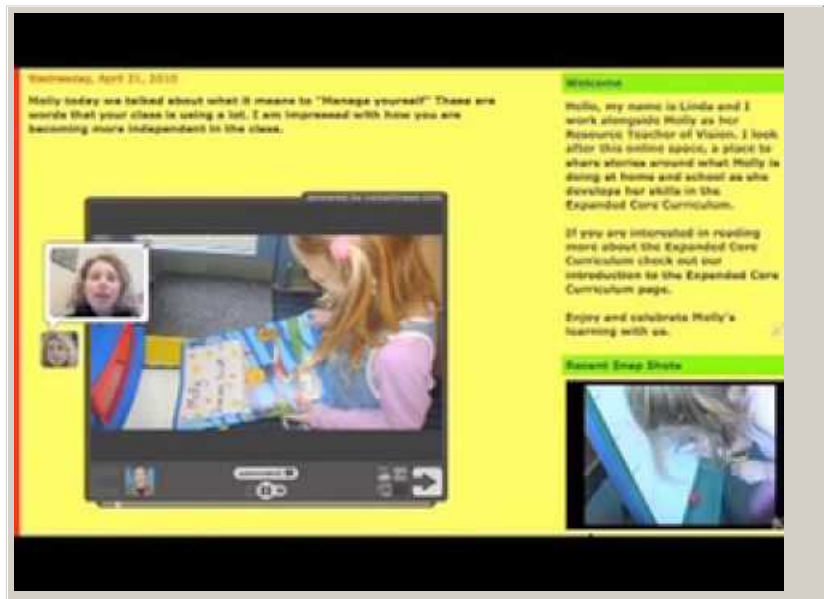 Wednesday, April 21, 2010
Molly today we talked about what it means to "Manage yourself" These are
words that your class is using a lot. I am impressed with how you are
becoming more independent in the class.
Welcome
Hello, my name is Linda and I
work alongside Molly as her
Resource Teacher of Vision. I look
after this online space, a place to
share stories around what Molly is
doing at home and school as she
develops her skills in the
Expanded Core Curriculum.
If you are interested in reading
more about the Expanded Core
Curriculum check out our
introduction to the Expanded Core
Curriculum page.
Enjoy and celebrate Molly's
learning with us.
Recent Snap Shots
Molly